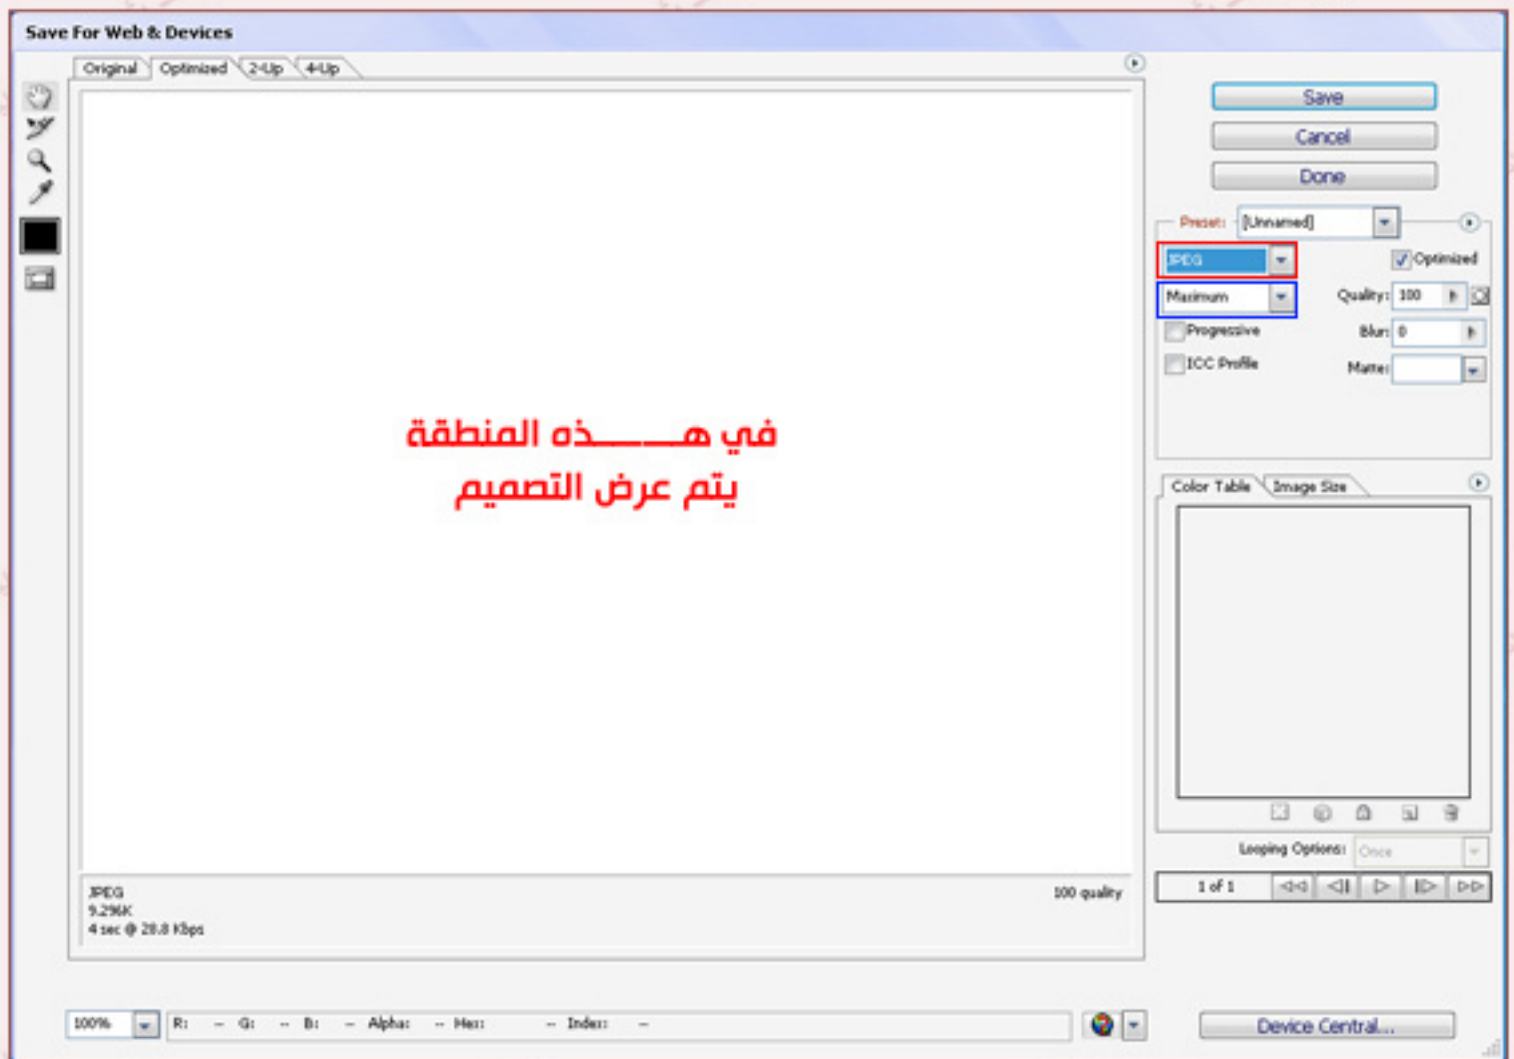 Save For Web & Devices
Original Optimized 2-Up 4-Up
Save
Cancel
Done
Preset: [Unnamed]
JPEG Optimized
Maximum Quality: 100
Progressive Blur: 0
ICC Profile Matte:
في هـــــــذه المنطقة
يتم عرض التصميم
Color Table Image Size
Looping Options: Once
1 of 1
JPEG 100 quality
9.296K
4 sec @ 28.8 Kbps
100% R: -- G: -- B: -- Alpha: -- Hex: -- Index: --
Device Central...